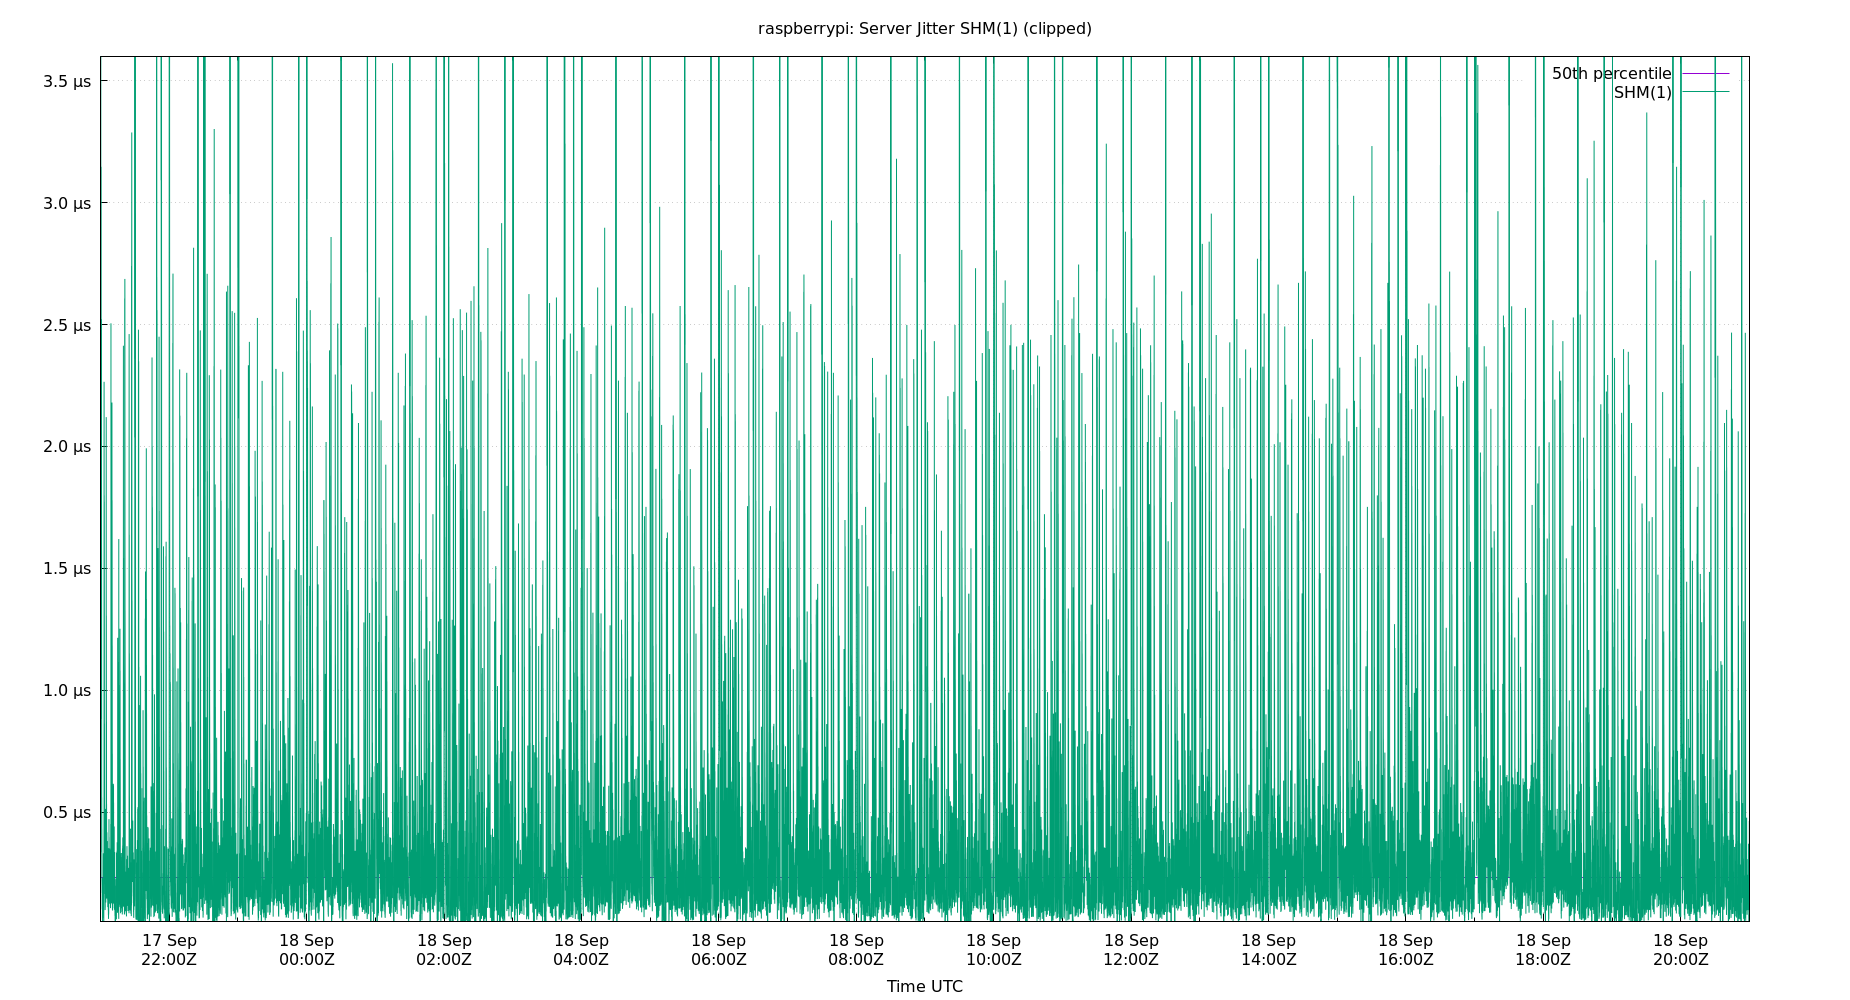 raspberrypi: Server Jitter SHM(1) (clipped)
3.5 µs
3.0 µs
2.5 µs
2.0 µs
1.5 µs
1.0 µs
0.5 µs
50th percentile
SHM(1)
17 Sep 18 Sep 18 Sep 18 Sep 18 Sep 18 Sep 18 Sep 18 Sep 18 Sep 18 Sep 18 Sep 18 Sep
22:00Z 00:00Z 02:00Z 04:00Z 06:00Z 08:00Z 10:00Z 12:00Z 14:00Z 16:00Z 18:00Z 20:00Z
Time UTC